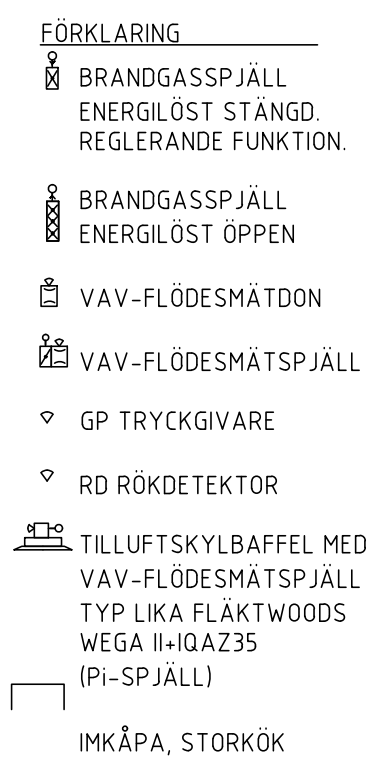 FÖRKLARING
BRANDGASSPJÄLL
ENERGILÖST STÄNGD.
REGLERANDE FUNKTION.
BRANDGASSPJÄLL
ENERGILÖST ÖPPEN
VAV-FLÖDESMÄTDON
VAV-FLÖDESMÄTSPJÄLL
GP TRYCKGIVARE
RD RÖKDETEKTOR
TILLUFTSKYLBAFFEL MED
VAV-FLÖDESMÄTSPJÄLL
TYP LIKA FLÄKTWOODS
WEGA II+IQAZ35
(Pi-SPJÄLL)
IMKÅPA, STORKÖK